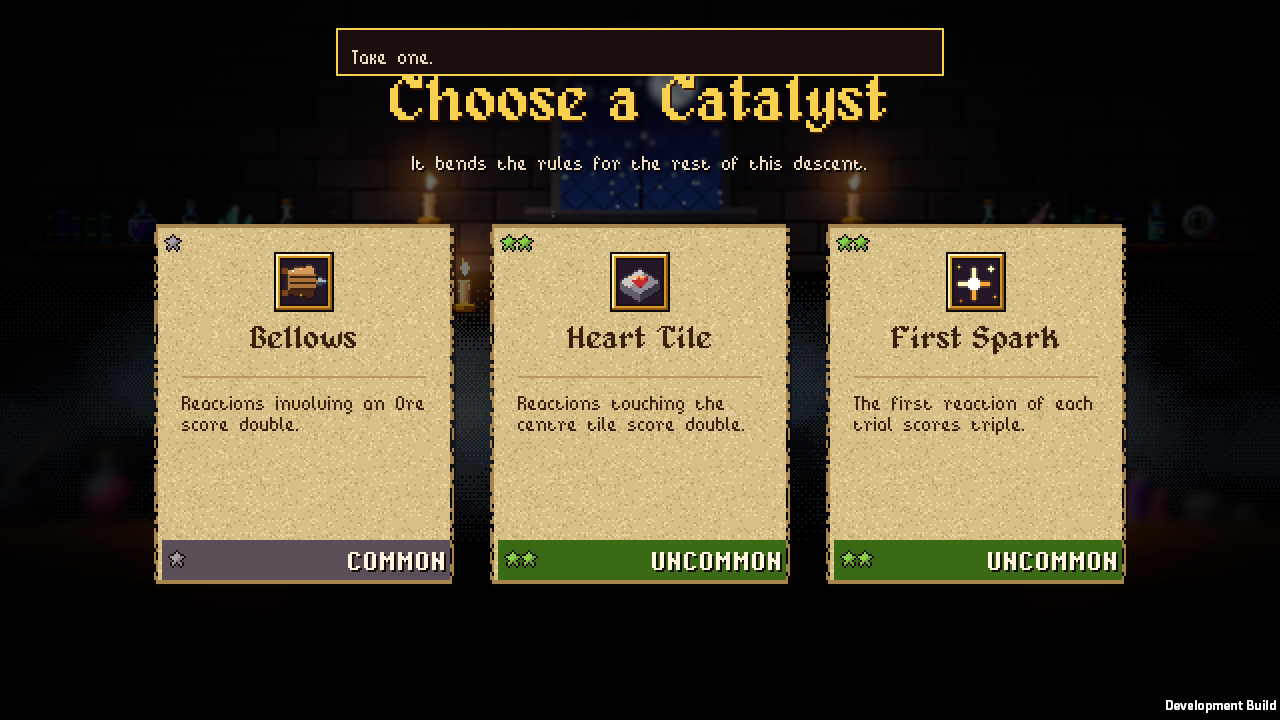 Take one.
Choose a Catalyst
It bends the rules for the rest of this descent.
Bellows
Reactions involving an Ore
score double.
COMMON
Heart Tile
Reactions touching the
centre tile score double.
UNCOMMON
First Spark
The first reaction of each
trial scores triple.
UNCOMMON
Development Build